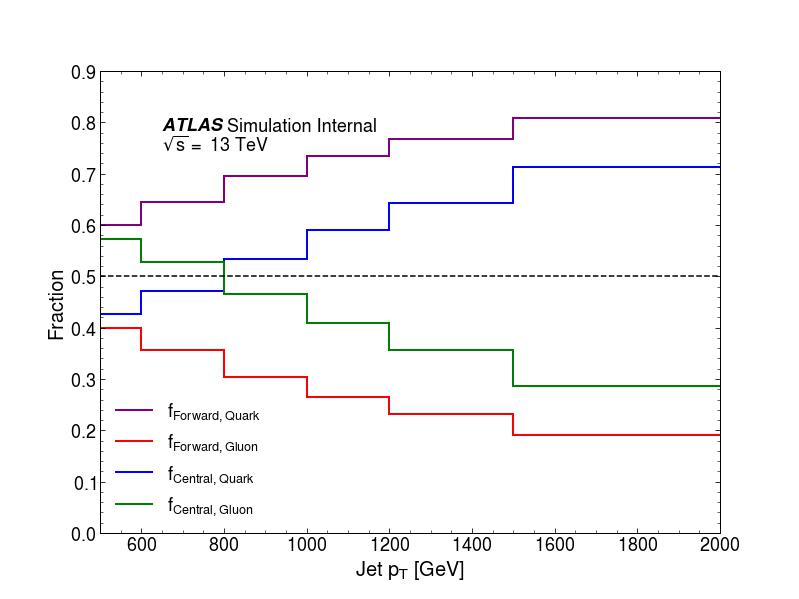 0.9
0.8
0.7
0.6
0.5
0.4
0.3
0.2
0.1
0.0
Fraction
ATLAS Simulation Internal
√s = 13 TeV
f_Forward, Quark
f_Forward, Gluon
f_Central, Quark
f_Central, Gluon
600 800 1000 1200 1400 1600 1800 2000
Jet p_T [GeV]